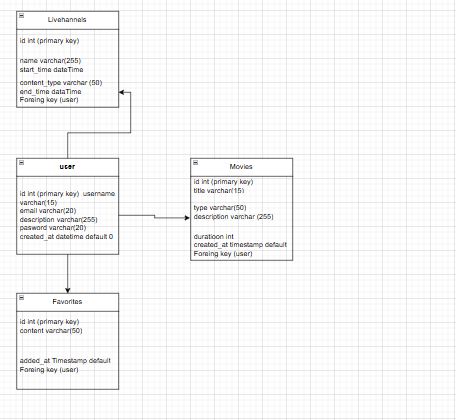 Livehannels
id int (primary key)
name varchar(255)
start_time dateTime
content_type varchar (50)
end_time dataTime
Foreing key (user)
user
id int (primary key)  username
varchar(15)
email varchar(20)
description varchar(255)
pasword varchar(20)
created_at datetime default 0
Movies
id int (primary key)
title varchar(15)
type varchar(50)
description varchar (255)
duratioon int
created_at timestamp default
Foreing key (user)
Favorites
id int (primary key)
content varchar(50)
added_at Timestamp default
Foreing key (user)